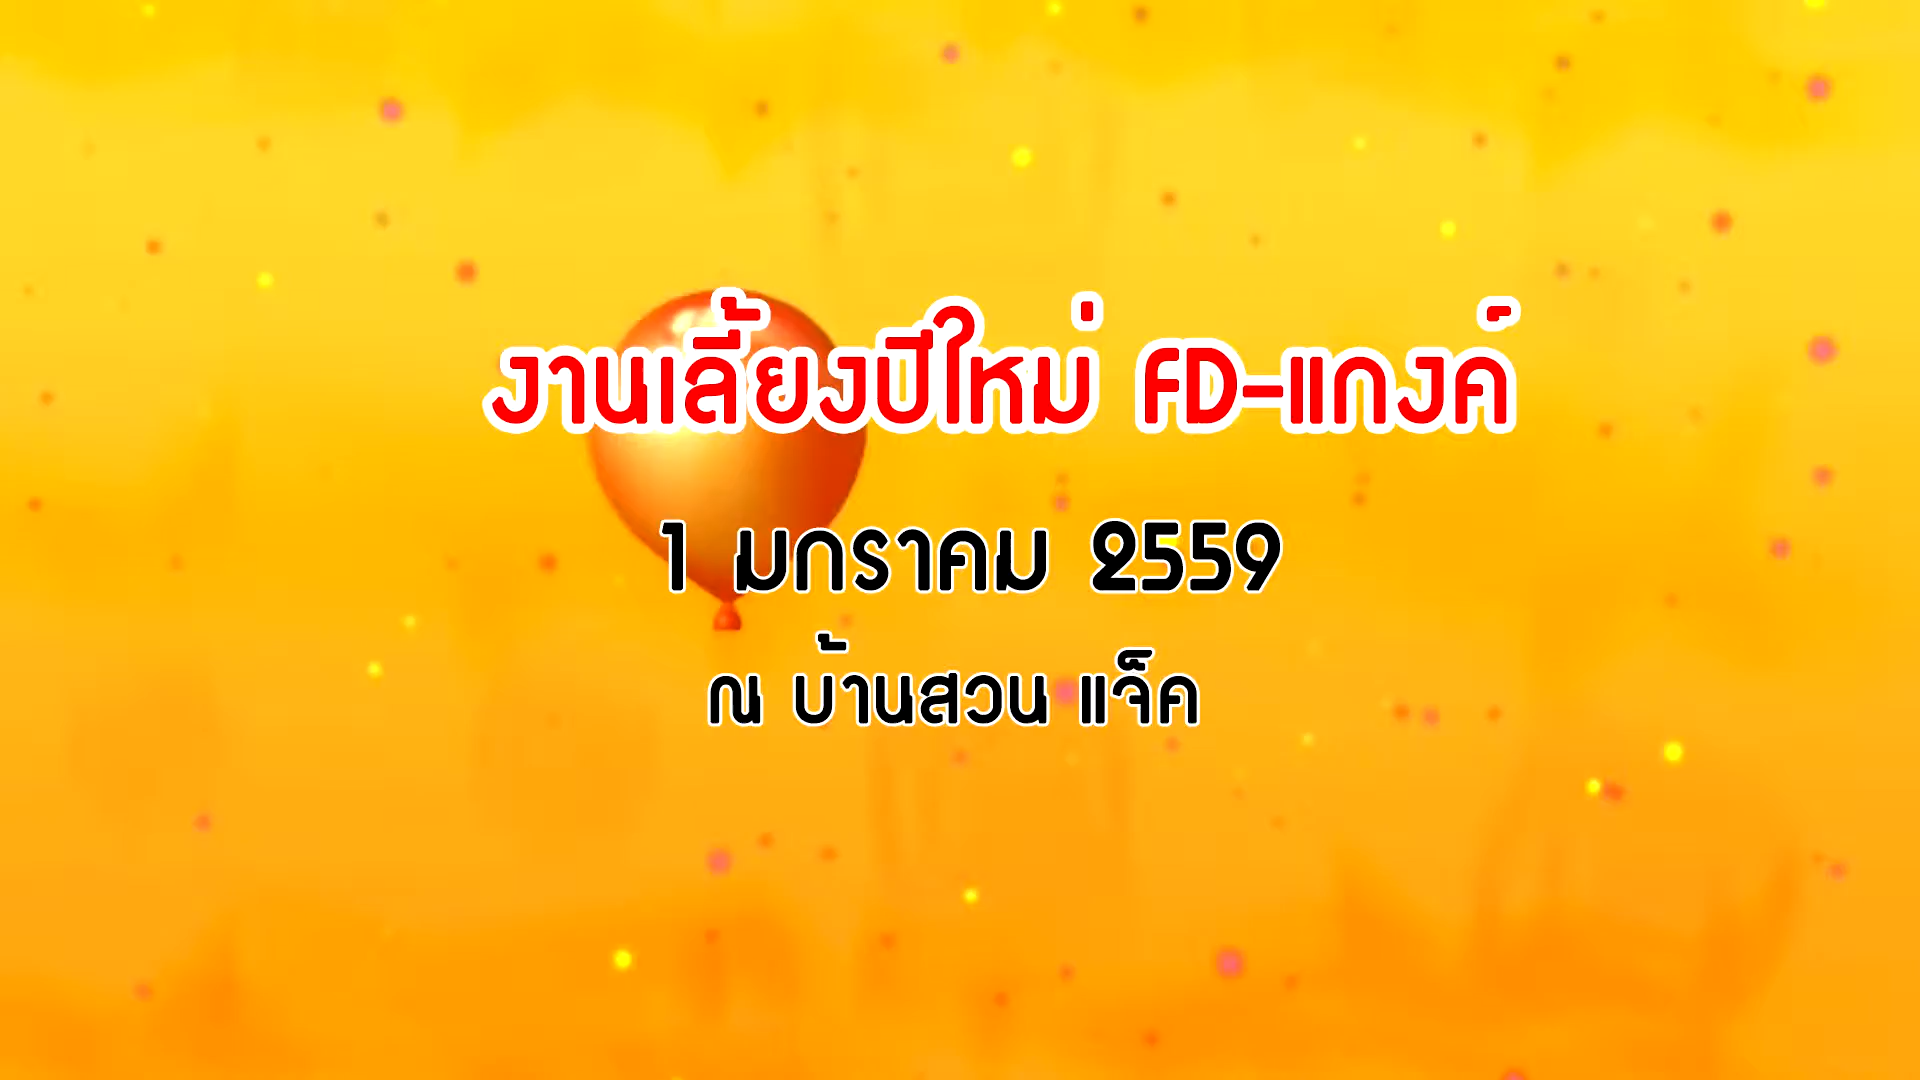 งานเลี้ยงปีใหม่ FD-แกงค์
1 มกราคม 2559
ณ บ้านสวน แจ็ค